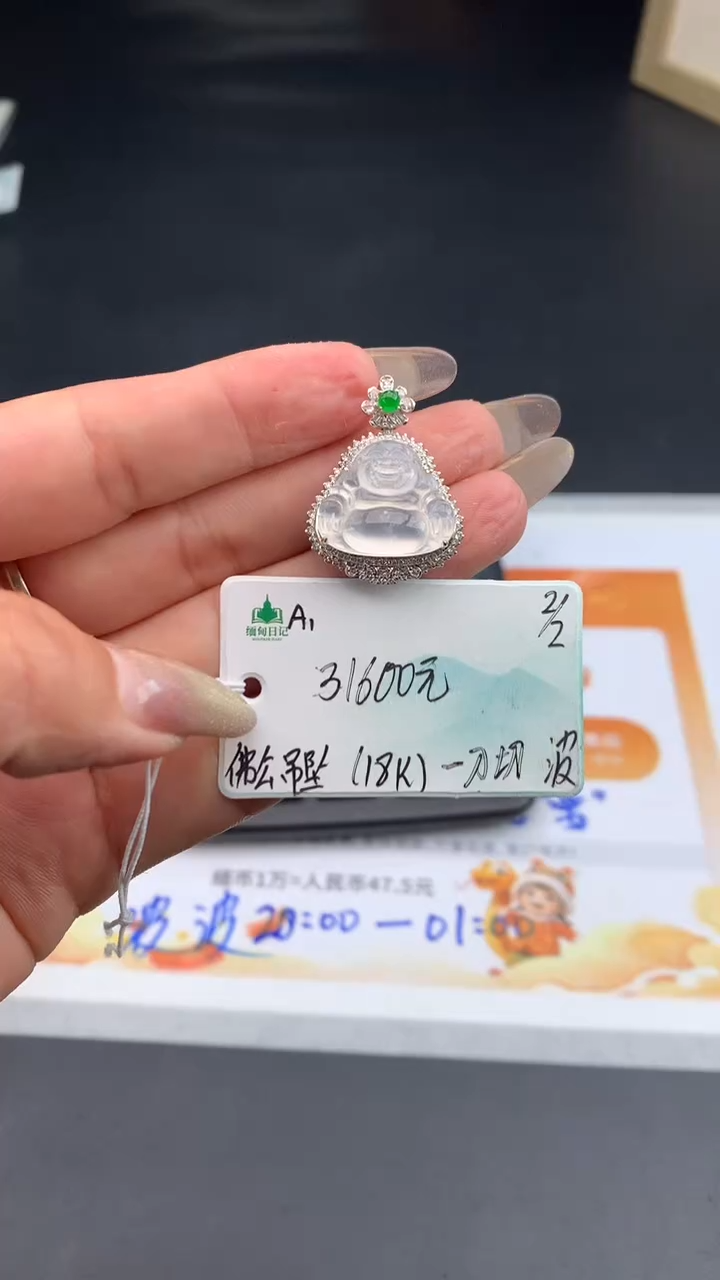 缅甸日记
A1
2/2
31600元
佛公吊坠 (18K) 一刀切 波
缅币1万=人民币47.5元
波波 20:00 — 01:00